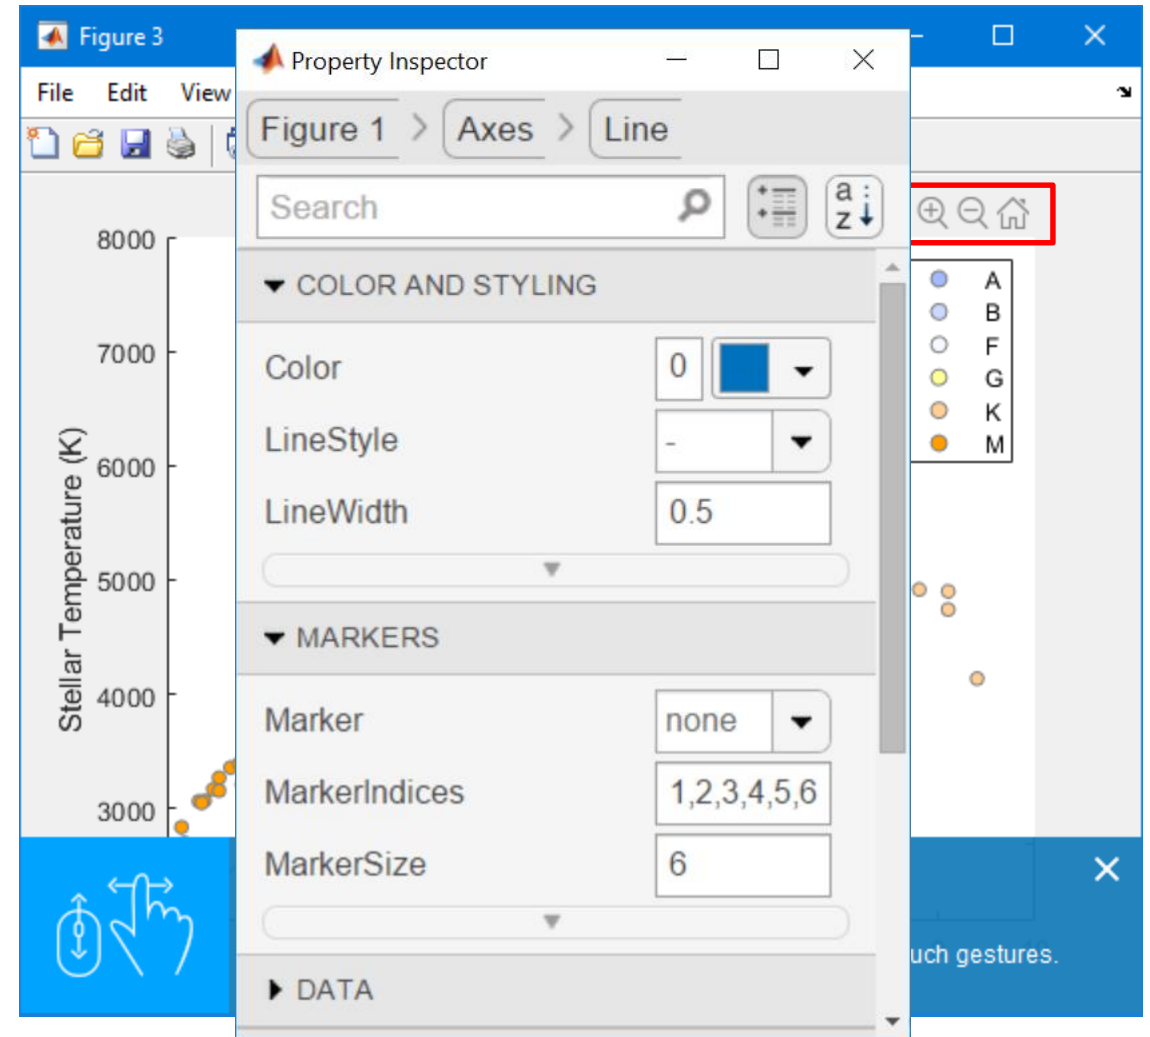 Figure 3
File Edit View
Property Inspector
Figure 1 > Axes > Line
Search
a
z
COLOR AND STYLING
Color 0
LineStyle -
LineWidth 0.5
MARKERS
Marker none
MarkerIndices 1,2,3,4,5,6
MarkerSize 6
DATA
8000
7000
6000
5000
4000
3000
Stellar Temperature (K)
A
B
F
G
K
M
uch gestures.